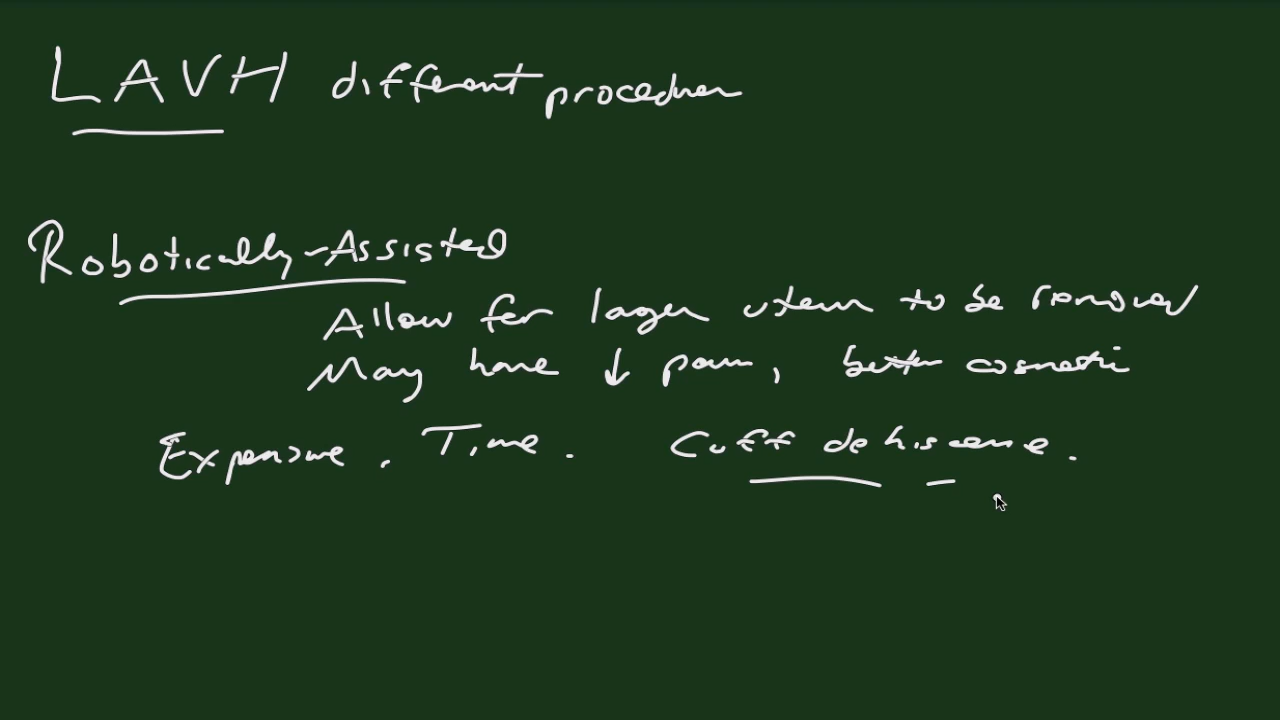 LAVH different procedures
Robotically-Assisted
Allow for larger uterus to be removed
May have ↓ pain, better cosmetic
Expensive. Time. Cuff dehiscence.